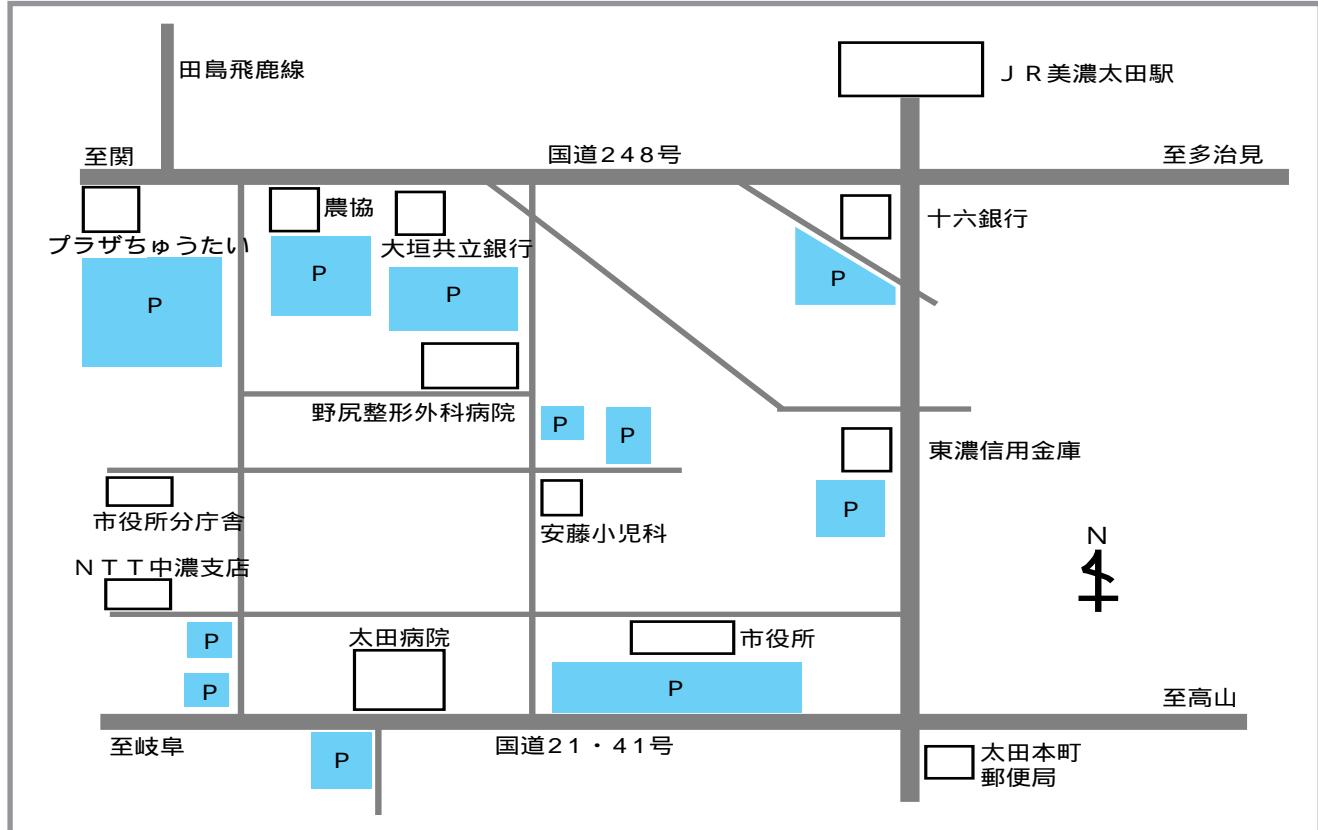 田島飛鹿線
ＪＲ美濃太田駅
至関
国道248号
至多治見
農協
十六銀行
プラザちゅうたい
大垣共立銀行
P
P
P
P
野尻整形外科病院
P
P
東濃信用金庫
P
市役所分庁舎
安藤小児科
N
ＮＴＴ中濃支店
P
太田病院
市役所
P
P
至高山
至岐阜
国道21・41号
P
太田本町
郵便局